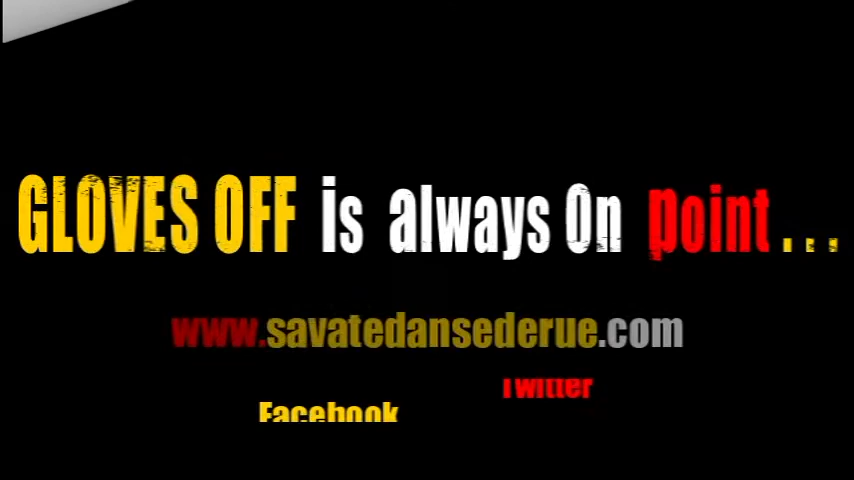 GLOVES OFF is always On point...
www.savatedansederue.com
Twitter
Facebook